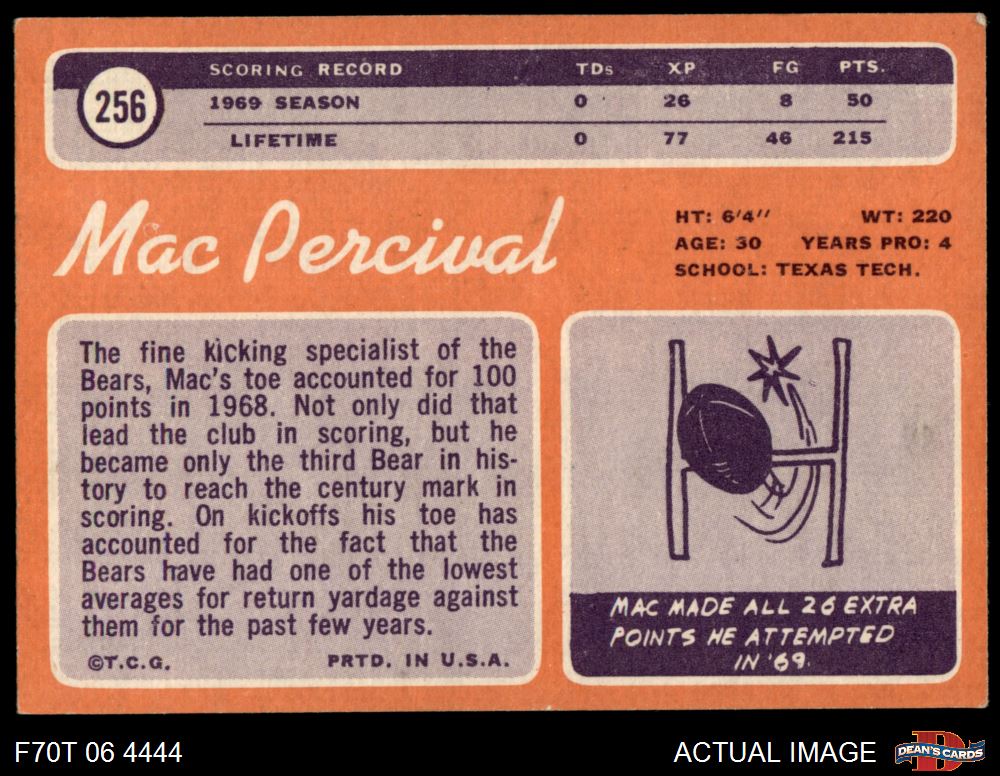 256
SCORING RECORD TDs XP FG PTS.
1969 SEASON 0 26 8 50
LIFETIME 0 77 46 215
Mac Percival
HT: 6'4'' WT: 220
AGE: 30 YEARS PRO: 4
SCHOOL: TEXAS TECH.
The fine kicking specialist of the
Bears, Mac's toe accounted for 100
points in 1968. Not only did that
lead the club in scoring, but he
became only the third Bear in his-
tory to reach the century mark in
scoring. On kickoffs his toe has
accounted for the fact that the
Bears have had one of the lowest
averages for return yardage against
them for the past few years.
©T.C.G. PRTD. IN U.S.A.
MAC MADE ALL 26 EXTRA
POINTS HE ATTEMPTED
IN '69.
F70T 06 4444
ACTUAL IMAGE
D
DEAN'S CARDS